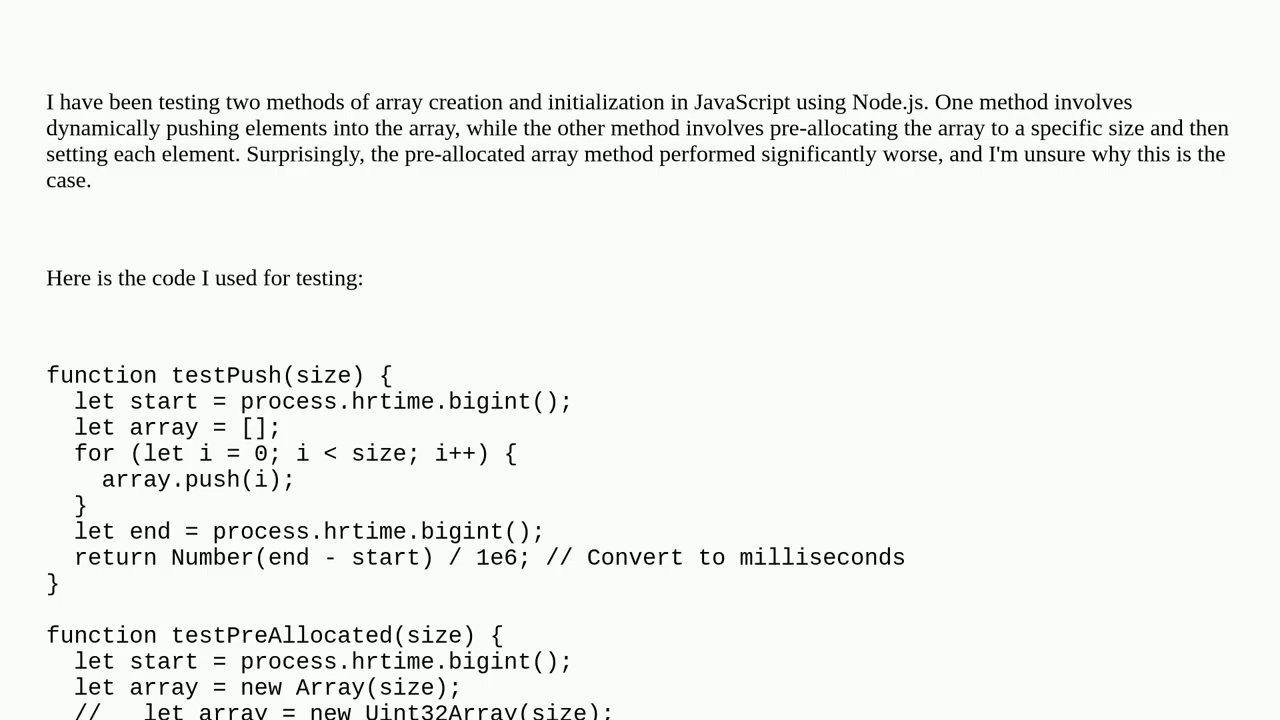 I have been testing two methods of array creation and initialization in JavaScript using Node.js. One method involves
dynamically pushing elements into the array, while the other method involves pre-allocating the array to a specific size and then
setting each element. Surprisingly, the pre-allocated array method performed significantly worse, and I'm unsure why this is the
case.
Here is the code I used for testing:
function testPush(size) {
  let start = process.hrtime.bigint();
  let array = [];
  for (let i = 0; i < size; i++) {
    array.push(i);
  }
  let end = process.hrtime.bigint();
  return Number(end - start) / 1e6; // Convert to milliseconds
}
function testPreAllocated(size) {
  let start = process.hrtime.bigint();
  let array = new Array(size);
  //   let array = new Uint32Array(size);